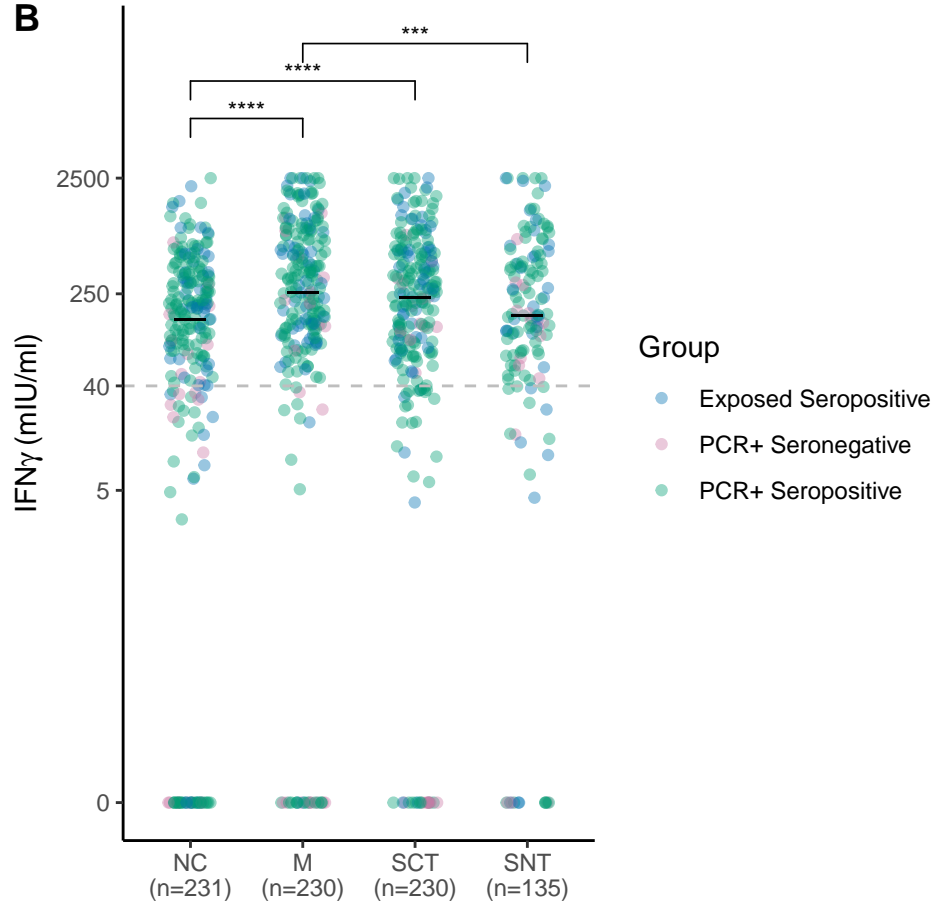 B
***
****
****
2500
250
40
5
0
IFNγ (mIU/ml)
NC
(n=231)
M
(n=230)
SCT
(n=230)
SNT
(n=135)
Group
Exposed Seropositive
PCR+ Seronegative
PCR+ Seropositive